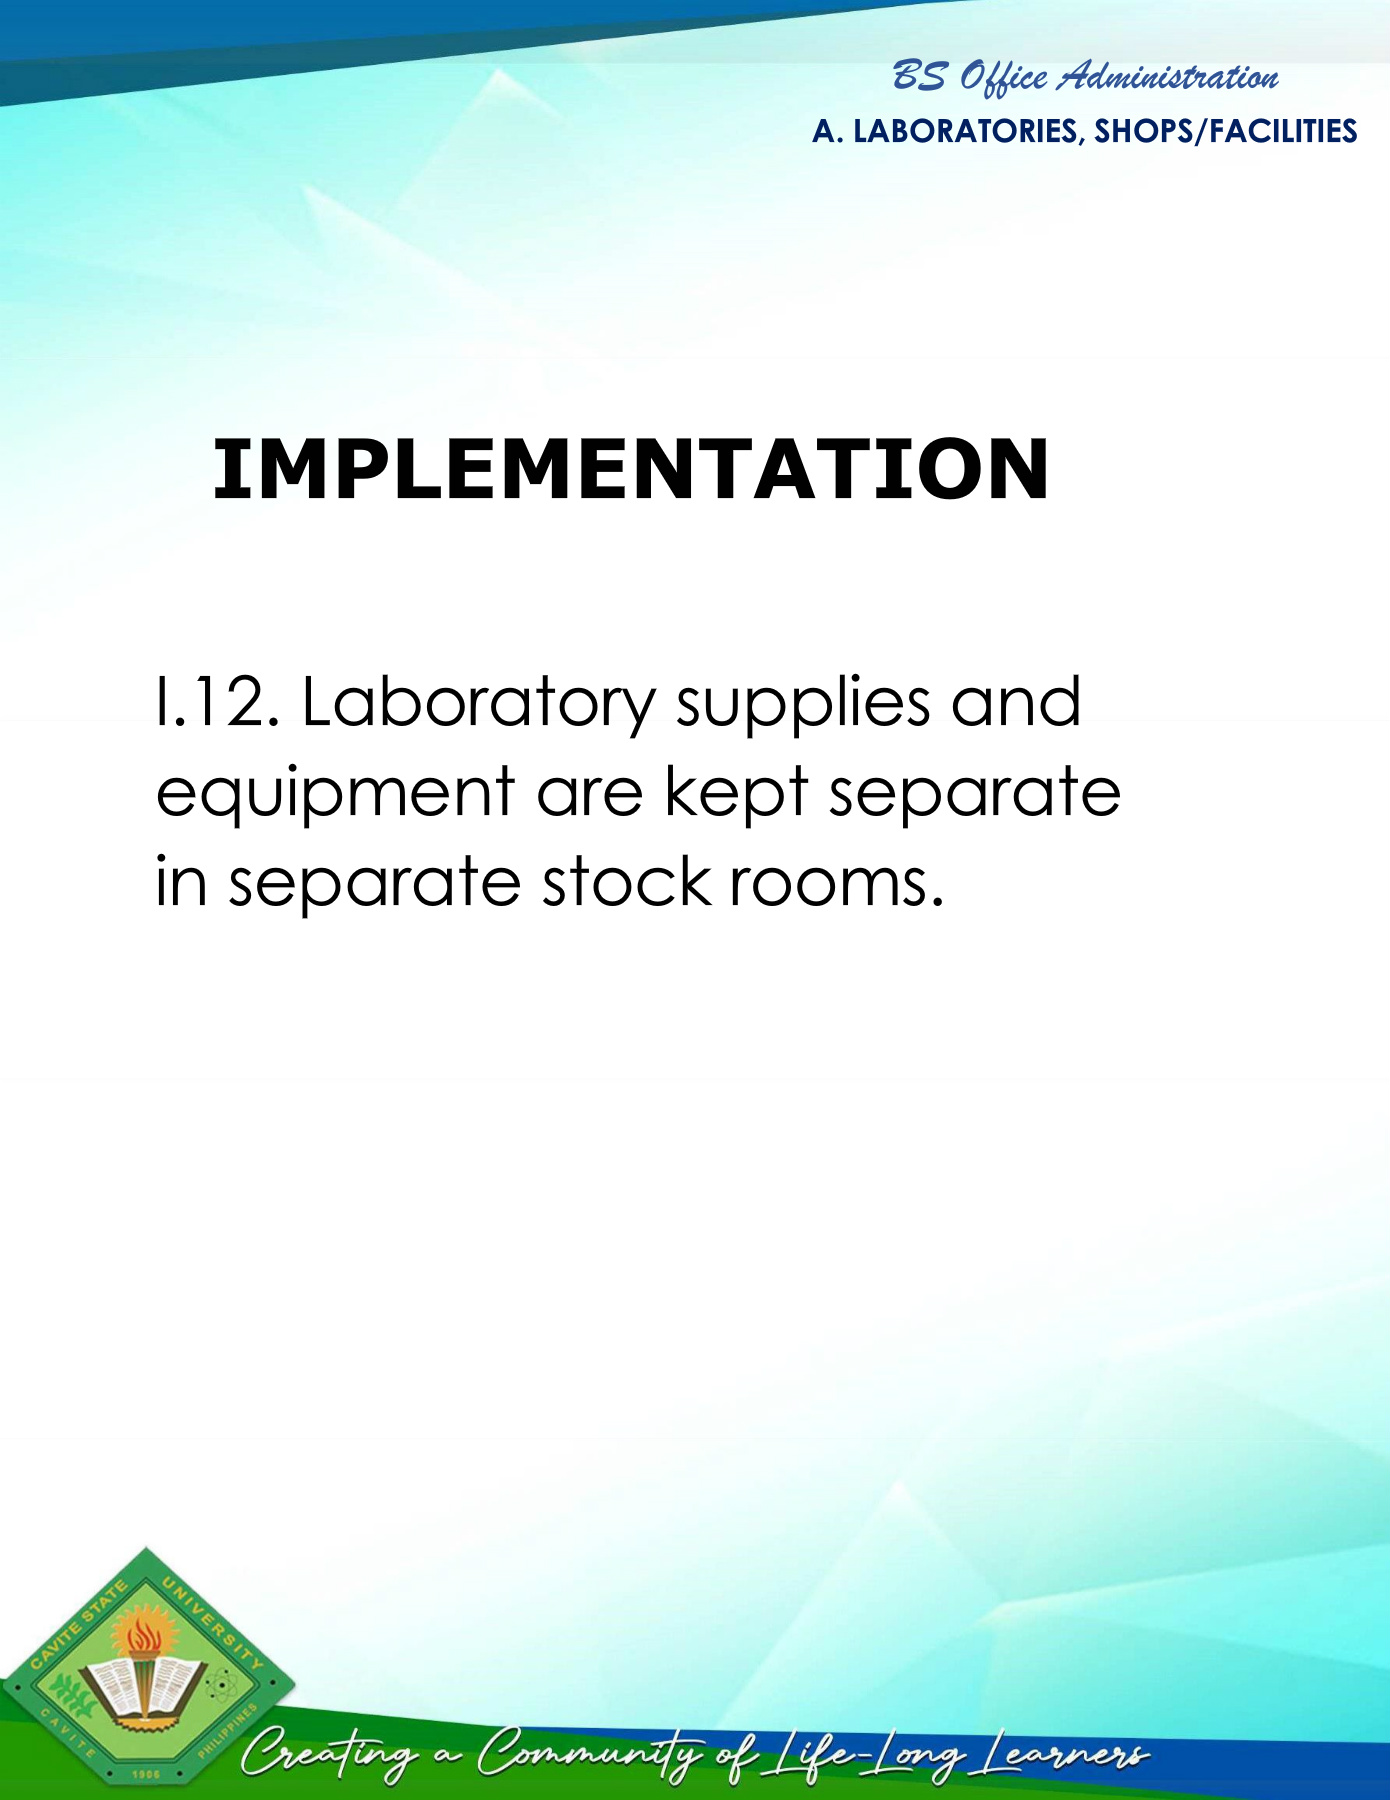 BS Office Administration
A. LABORATORIES, SHOPS/FACILITIES
IMPLEMENTATION
I.12. Laboratory supplies and
equipment are kept separate
in separate stock rooms.
CAVITE STATE UNIVERSITY
CAVITE PHILIPPINES
1906
Creating a Community of Life-Long Learners